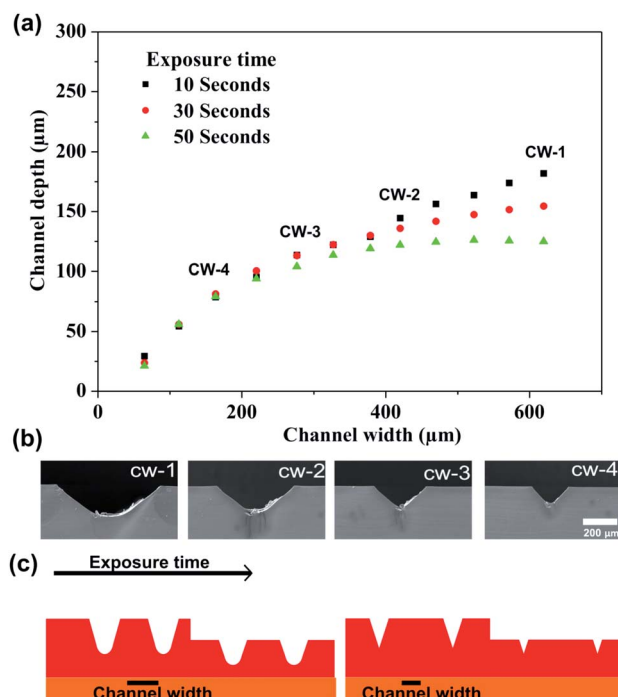 (a)
300
250
200
150
100
50
0
Channel depth (µm)
Exposure time
10 Seconds
30 Seconds
50 Seconds
CW-1
CW-2
CW-3
CW-4
0 200 400 600
Channel width (µm)
(b)
cw-1
cw-2
cw-3
cw-4
200 µm
(c)
Exposure time
Channel width
Channel width